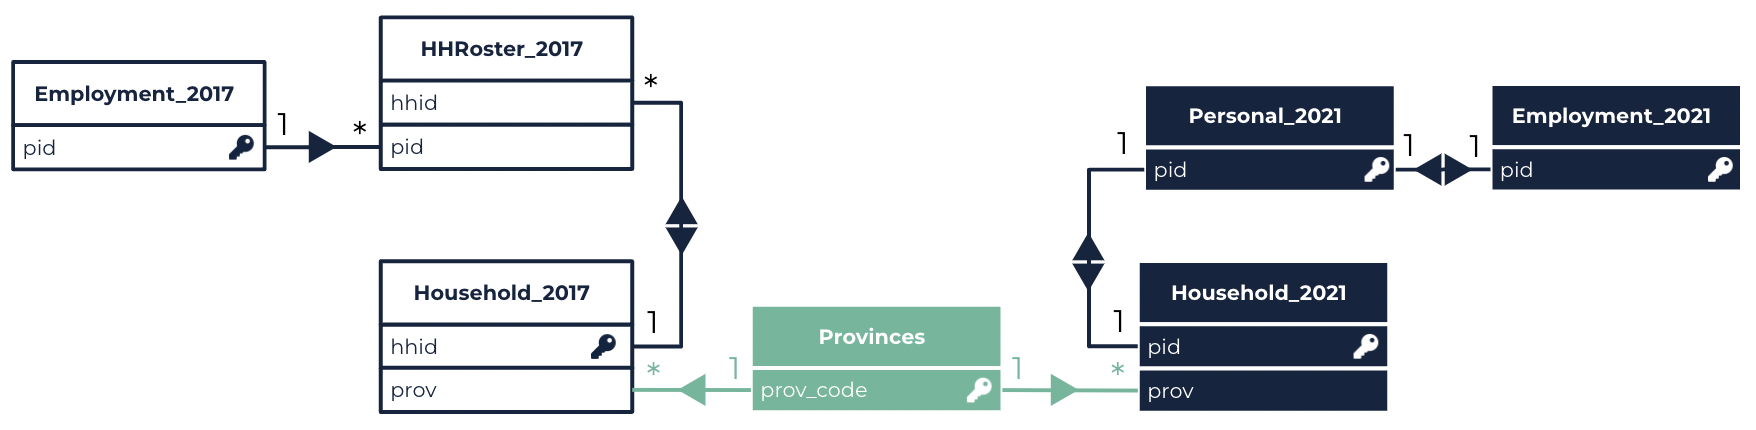 HHRoster_2017
hhid
pid
*
Employment_2017
pid
1
*
Household_2017
hhid
prov
1
*
Provinces
prov_code
1
1
Personal_2021
pid
1
1
1
Employment_2021
pid
Household_2021
pid
prov
1
*